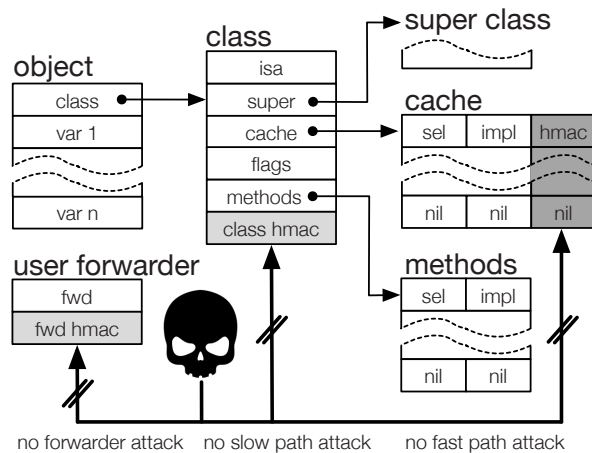 object
class
var 1
var n
user forwarder
fwd
fwd hmac
class
isa
super
cache
flags
methods
class hmac
super class
cache
sel impl hmac
nil nil nil
methods
sel impl
nil nil
no forwarder attack no slow path attack no fast path attack